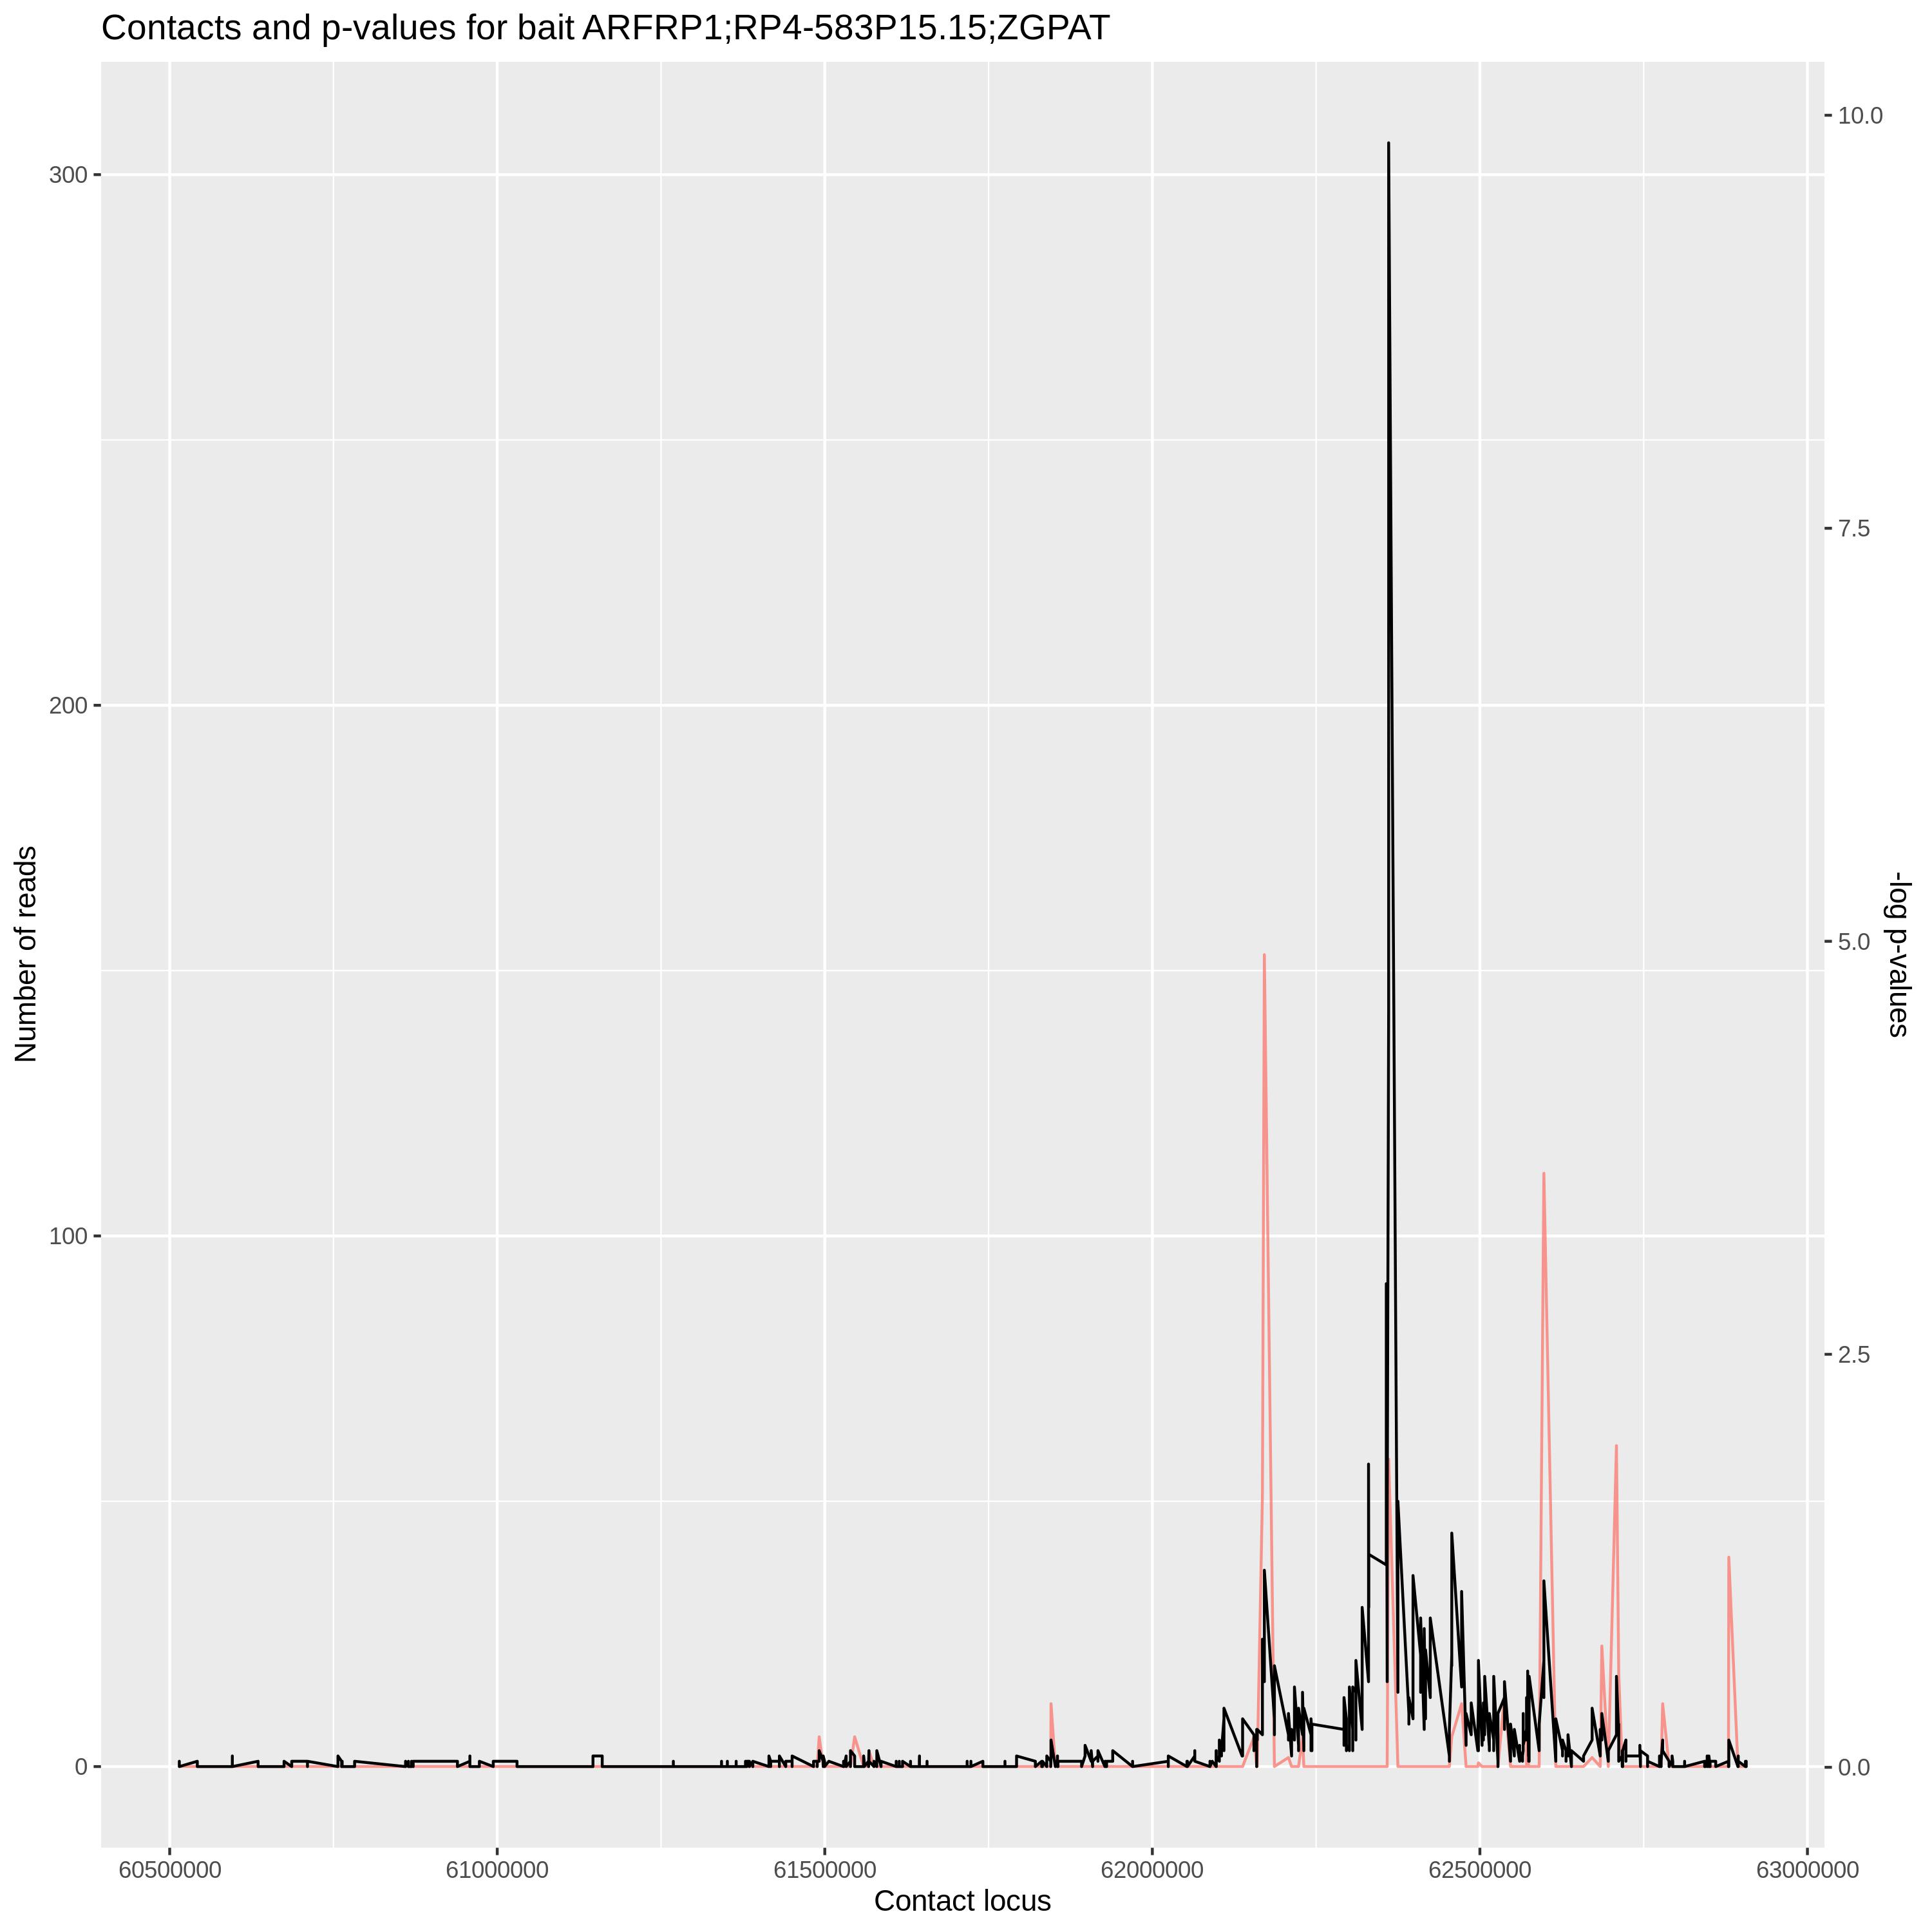 Contacts and p-values for bait ARFRP1;RP4-583P15.15;ZGPAT
Number of reads
300
200
100
0
10.0
7.5
5.0
2.5
0.0
-log p-values
60500000 61000000 61500000 62000000 62500000 63000000
Contact locus